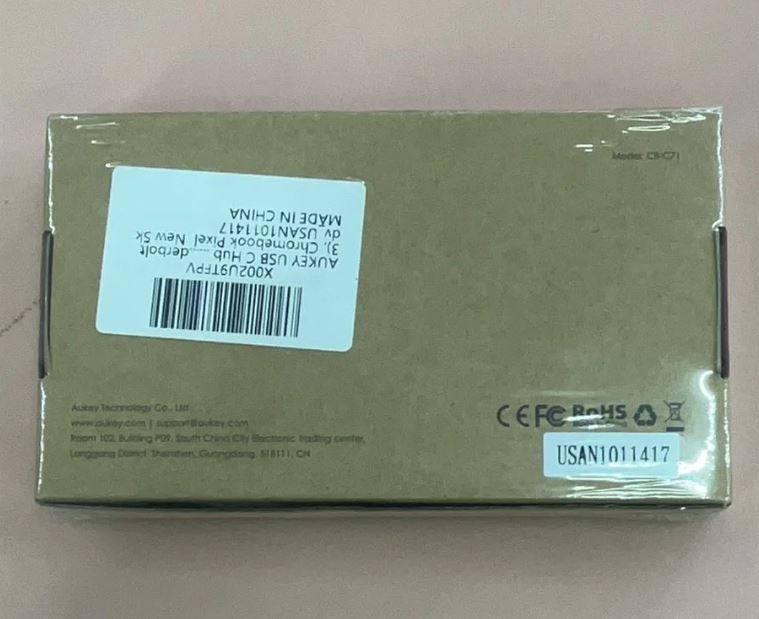 Model: CB-C71
X002U9TFPV
AUKEY USB C Hub ......derbolt
3), Chromebook Pixel New Sk
dv USAN1011417
MADE IN CHINA
Aukey Technology Co., Ltd.
www.aukey.com | support@aukey.com
Room 102, Building P09, South China City Electronic trading center,
Longgang District, Shenzhen, Guangdong, 518111, CN
CE FC RoHS
USAN1011417